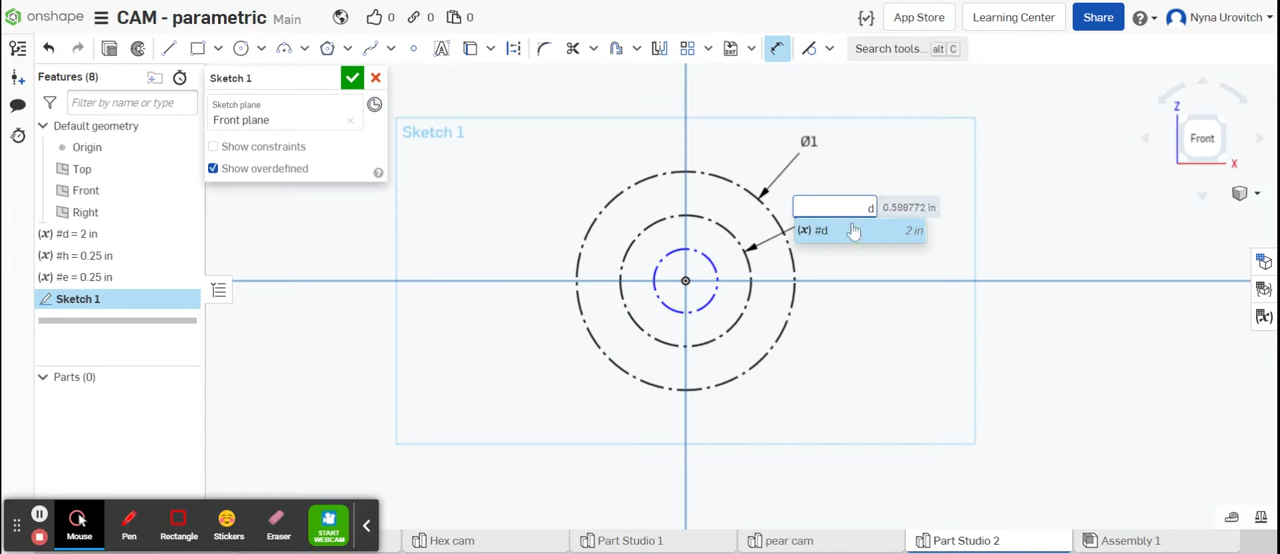 onshape
CAM - parametric Main
0
0
0
App Store
Learning Center
Share
Nyna Urovitch
Search tools... alt C
Features (8)
Filter by name or type
Default geometry
Origin
Top
Front
Right
(x) #d = 2 in
(x) #h = 0.25 in
(x) #e = 0.25 in
Sketch 1
Parts (0)
Sketch 1
Sketch plane
Front plane
Show constraints
Show overdefined
Sketch 1
Ø1
d 0.599772 in
(x) #d 2 in
Z
Front
X
Mouse
Pen
Rectangle
Stickers
Eraser
START
WEBCAM
Hex cam
Part Studio 1
pear cam
Part Studio 2
Assembly 1